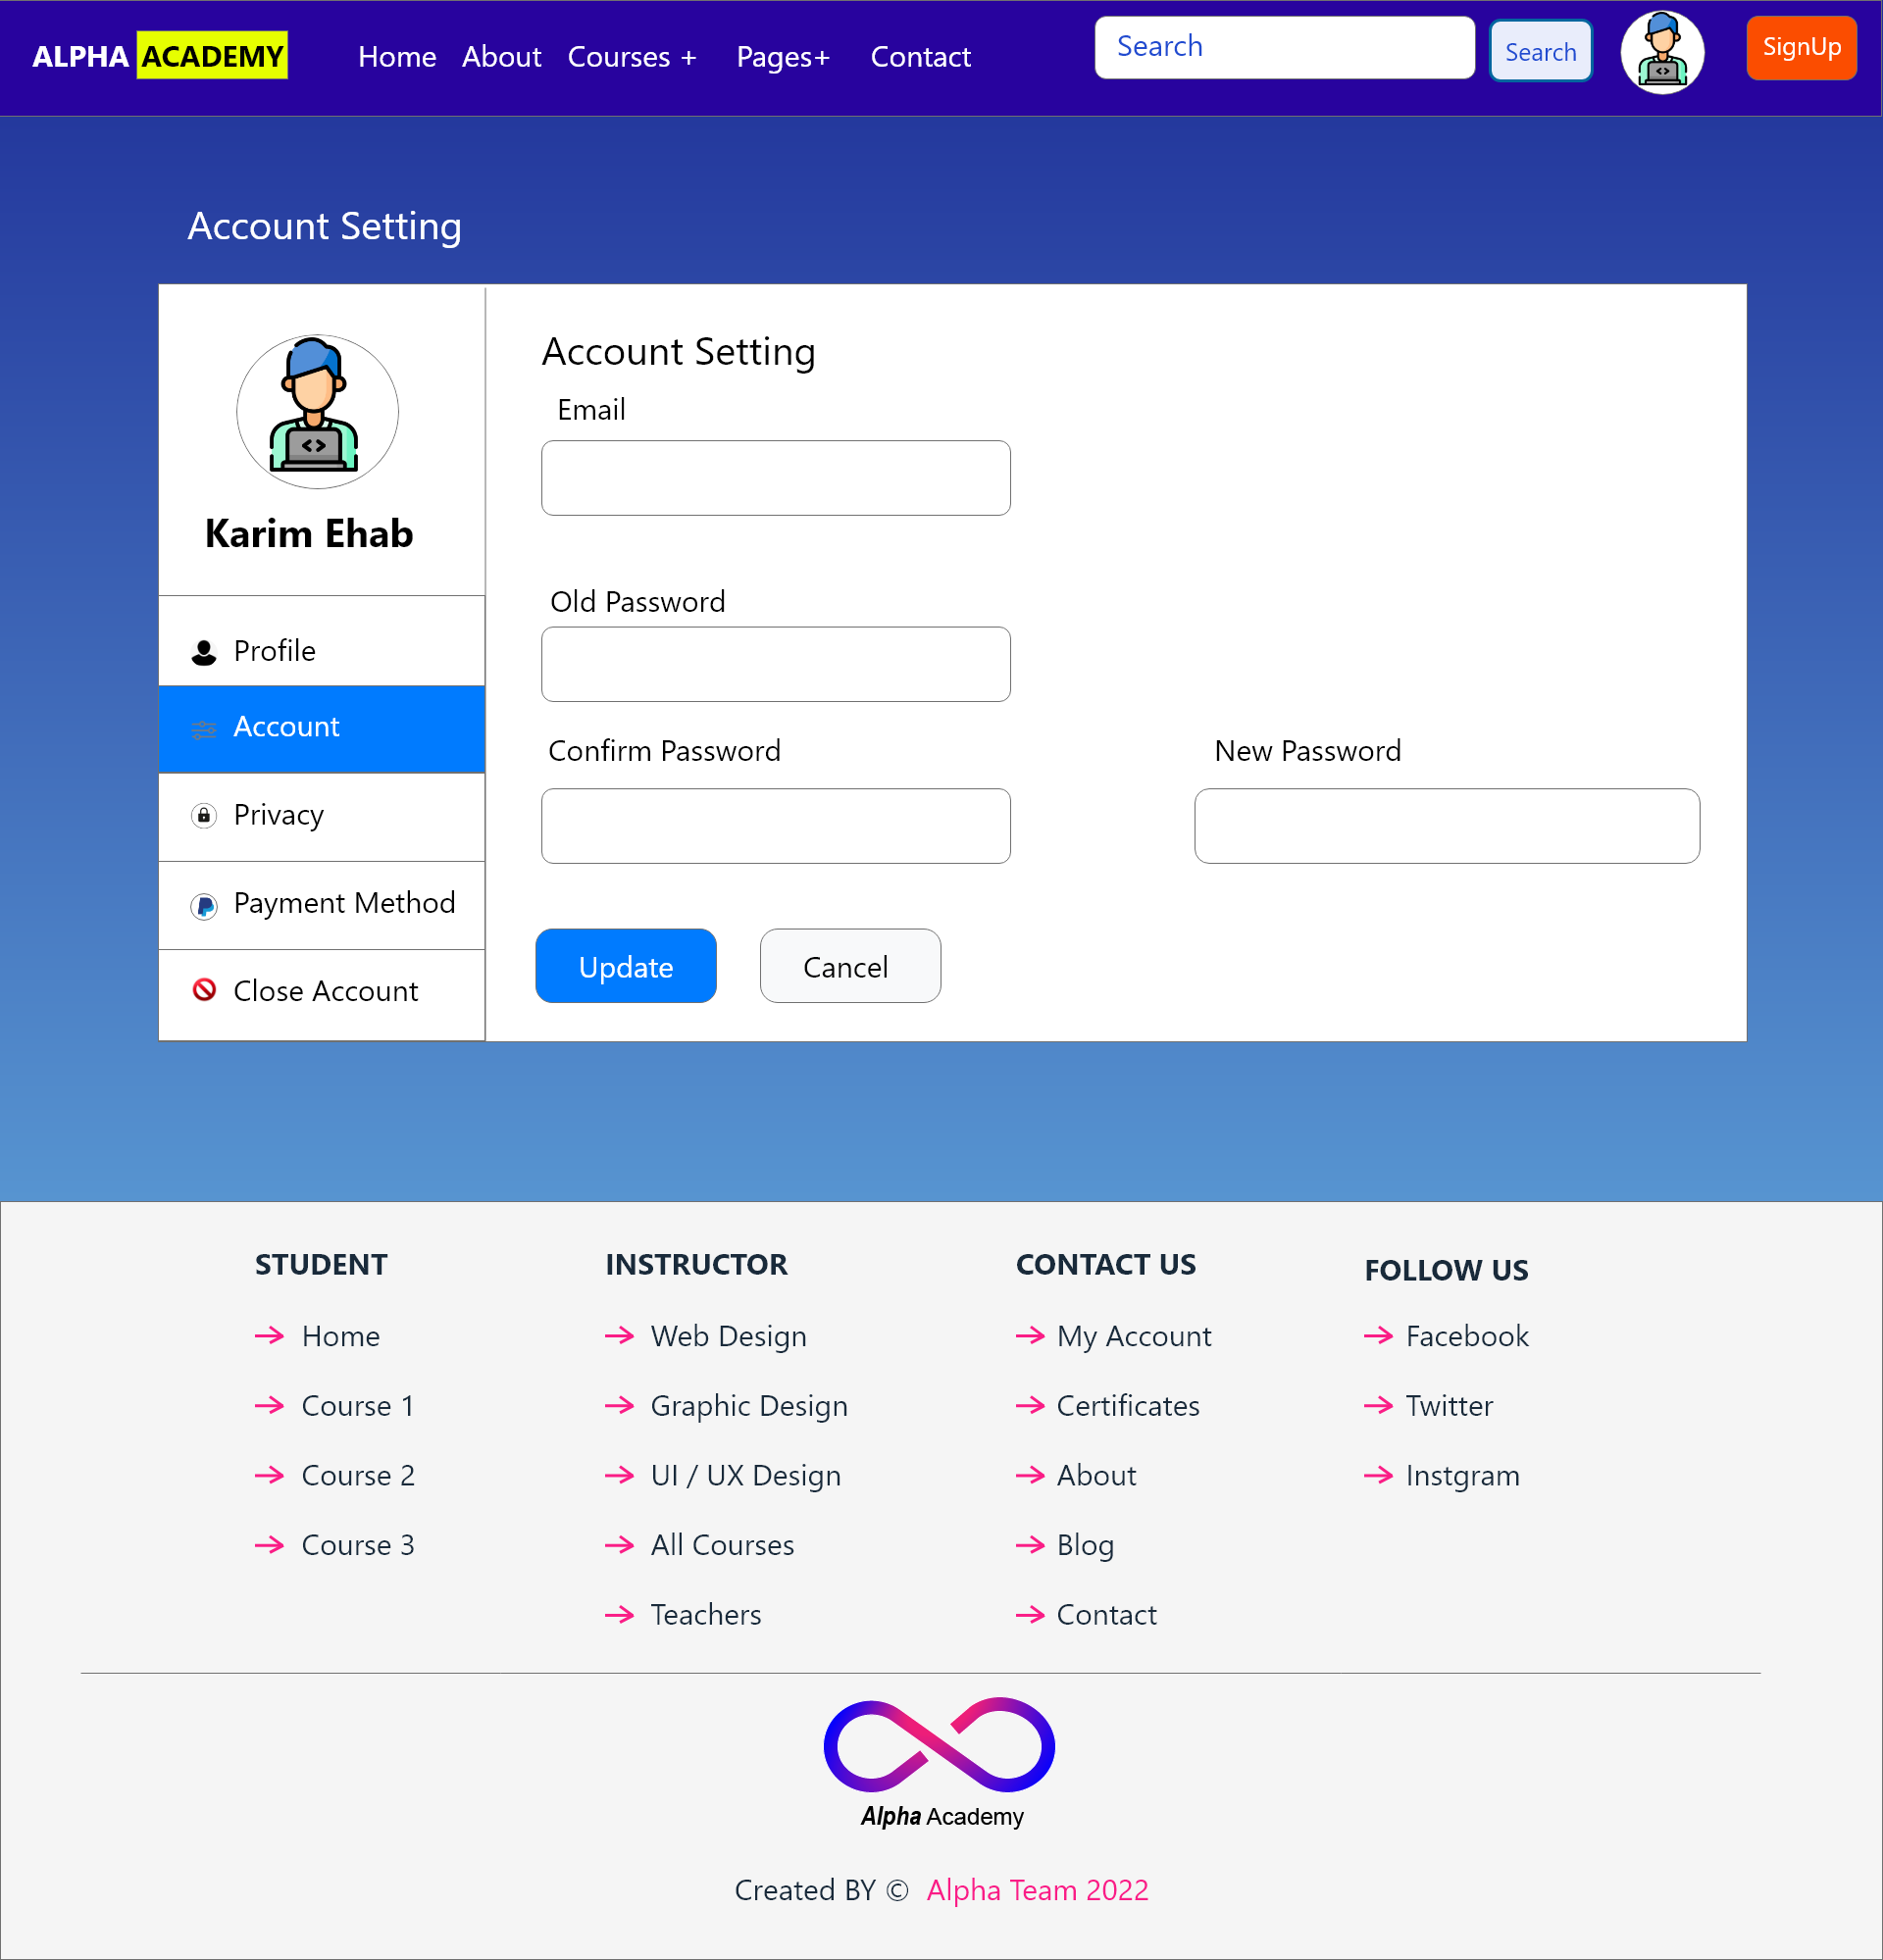 ALPHA ACADEMY Home About Courses + Pages+ Contact Search Search SignUp
Account Setting
Karim Ehab
Profile
Account
Privacy
Payment Method
Close Account
Account Setting
Email
Old Password
Confirm Password New Password
Update Cancel
STUDENT
Home
Course 1
Course 2
Course 3
INSTRUCTOR
Web Design
Graphic Design
UI / UX Design
All Courses
Teachers
CONTACT US
My Account
Certificates
About
Blog
Contact
FOLLOW US
Facebook
Twitter
Instgram
Alpha Academy
Created BY © Alpha Team 2022